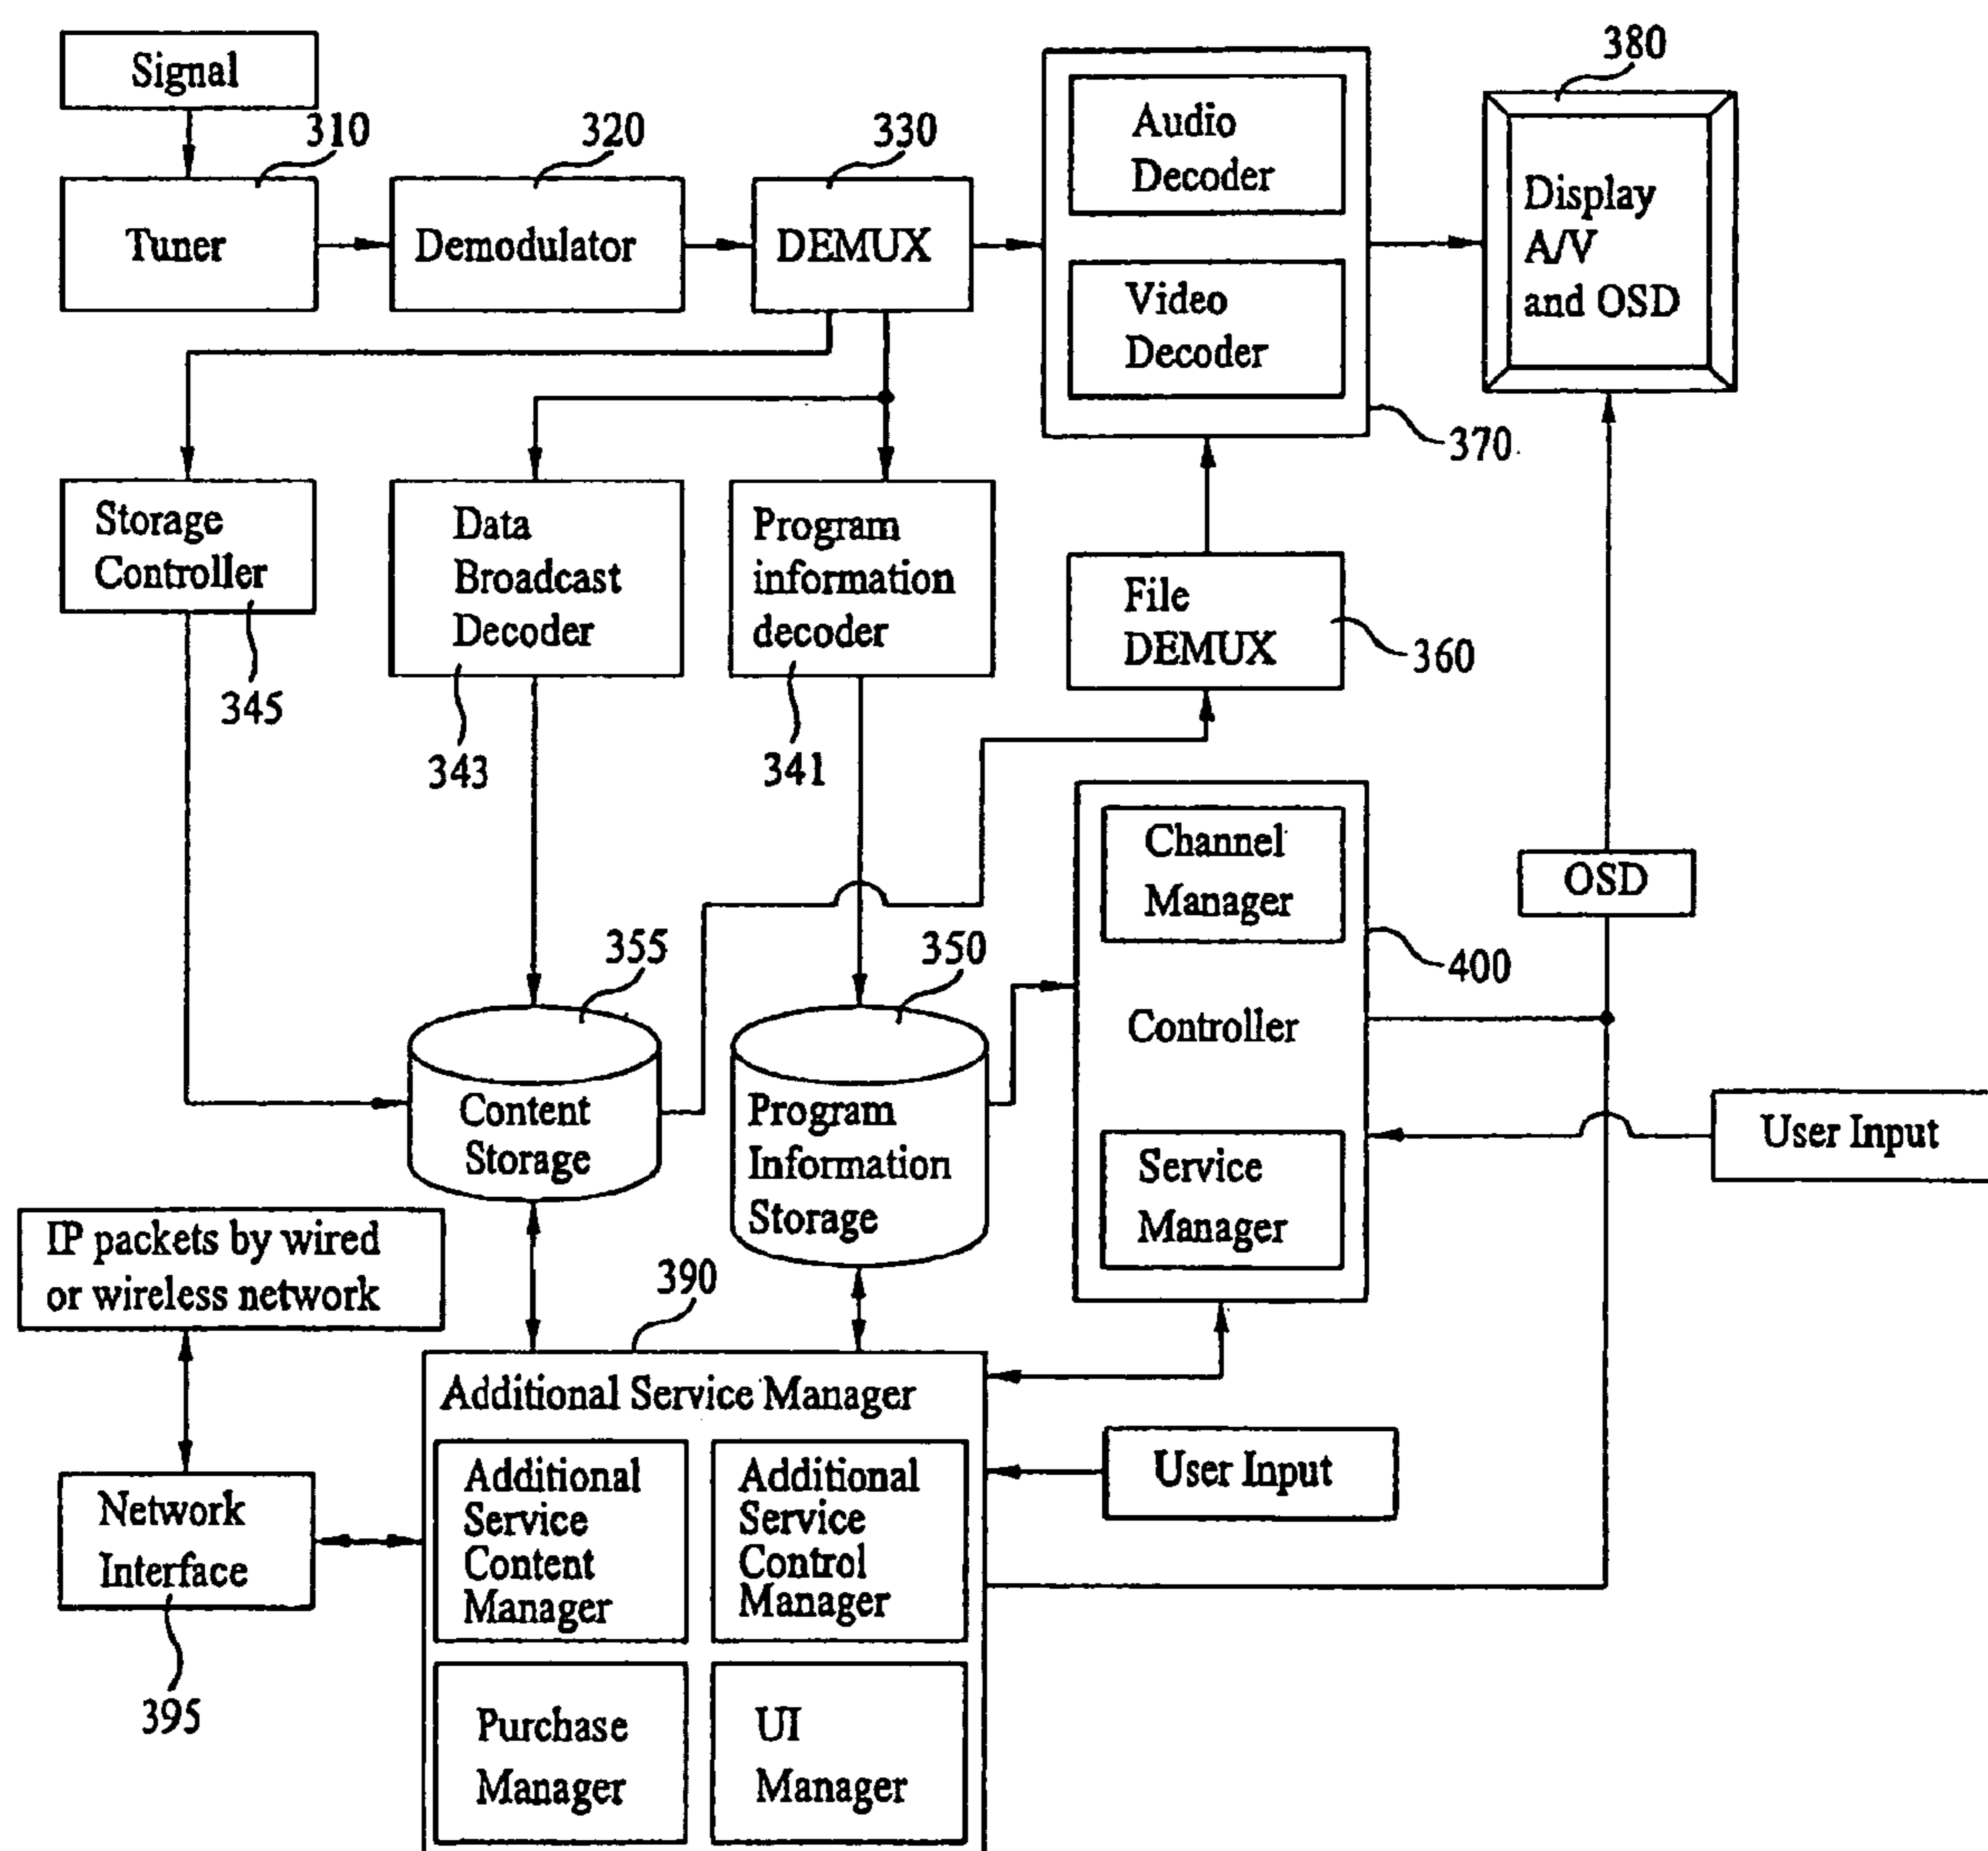 Signal
310
Tuner
320
Demodulator
330
DEMUX
Audio
Decoder
Video
Decoder
370
380
Display
A/V
and OSD
Storage
Controller
345
Data
Broadcast
Decoder
343
Program
information
decoder
341
File
DEMUX
360
Channel
Manager
Controller
Service
Manager
400
OSD
355
Content
Storage
350
Program
Information
Storage
User Input
IP packets by wired
or wireless network
Network
Interface
395
390
Additional Service Manager
Additional
Service
Content
Manager
Additional
Service
Control
Manager
Purchase
Manager
UI
Manager
User Input